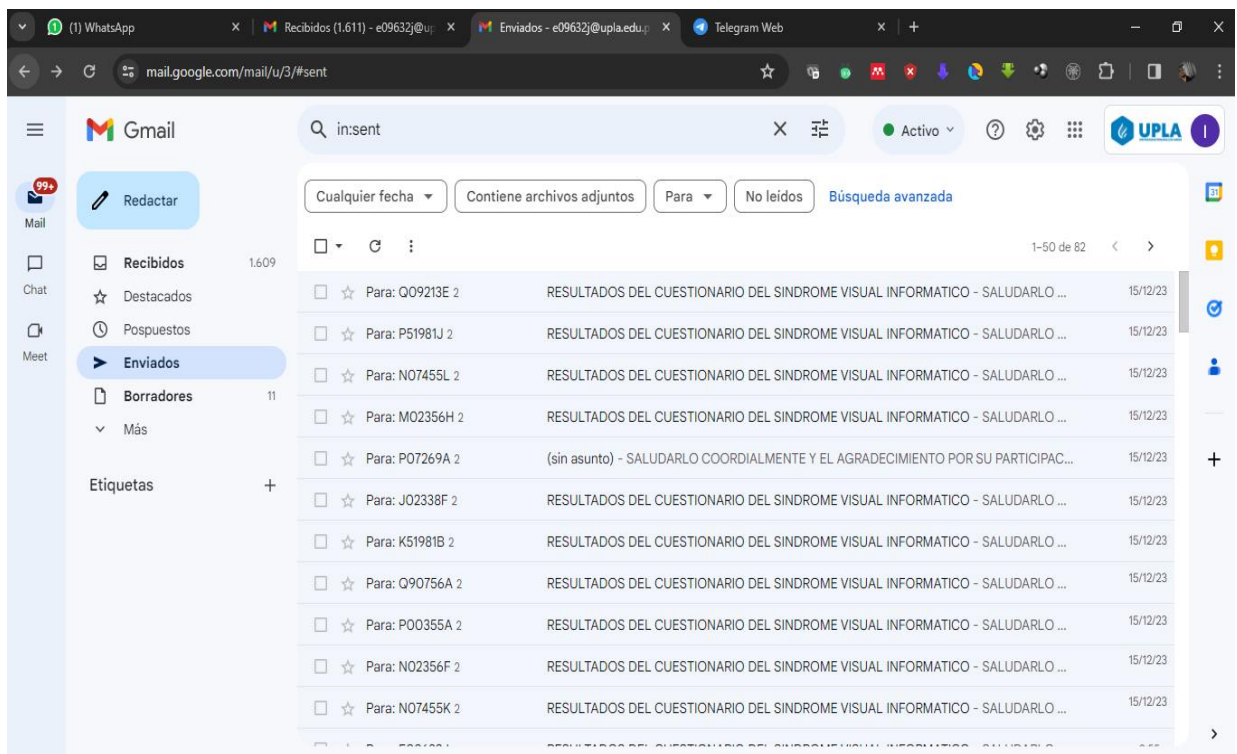 (1) WhatsApp
Recibidos (1.611) - e09632j@up
Enviados - e09632j@upla.edu.p
Telegram Web
mail.google.com/mail/u/3/#sent
Gmail
in:sent
Activo
UPLA
I
99+
Mail
Chat
Meet
Redactar
Recibidos 1.609
Destacados
Pospuestos
Enviados
Borradores 11
Más
Etiquetas
Cualquier fecha Contiene archivos adjuntos Para No leídos Búsqueda avanzada
1–50 de 82
Para: Q09213E 2 RESULTADOS DEL CUESTIONARIO DEL SINDROME VISUAL INFORMATICO - SALUDARLO ... 15/12/23
Para: P51981J 2 RESULTADOS DEL CUESTIONARIO DEL SINDROME VISUAL INFORMATICO - SALUDARLO ... 15/12/23
Para: N07455L 2 RESULTADOS DEL CUESTIONARIO DEL SINDROME VISUAL INFORMATICO - SALUDARLO ... 15/12/23
Para: M02356H 2 RESULTADOS DEL CUESTIONARIO DEL SINDROME VISUAL INFORMATICO - SALUDARLO ... 15/12/23
Para: P07269A 2 (sin asunto) - SALUDARLO COORDIALMENTE Y EL AGRADECIMIENTO POR SU PARTICIPAC... 15/12/23
Para: J02338F 2 RESULTADOS DEL CUESTIONARIO DEL SINDROME VISUAL INFORMATICO - SALUDARLO ... 15/12/23
Para: K51981B 2 RESULTADOS DEL CUESTIONARIO DEL SINDROME VISUAL INFORMATICO - SALUDARLO ... 15/12/23
Para: Q90756A 2 RESULTADOS DEL CUESTIONARIO DEL SINDROME VISUAL INFORMATICO - SALUDARLO ... 15/12/23
Para: P00355A 2 RESULTADOS DEL CUESTIONARIO DEL SINDROME VISUAL INFORMATICO - SALUDARLO ... 15/12/23
Para: N02356F 2 RESULTADOS DEL CUESTIONARIO DEL SINDROME VISUAL INFORMATICO - SALUDARLO ... 15/12/23
Para: N07455K 2 RESULTADOS DEL CUESTIONARIO DEL SINDROME VISUAL INFORMATICO - SALUDARLO ... 15/12/23